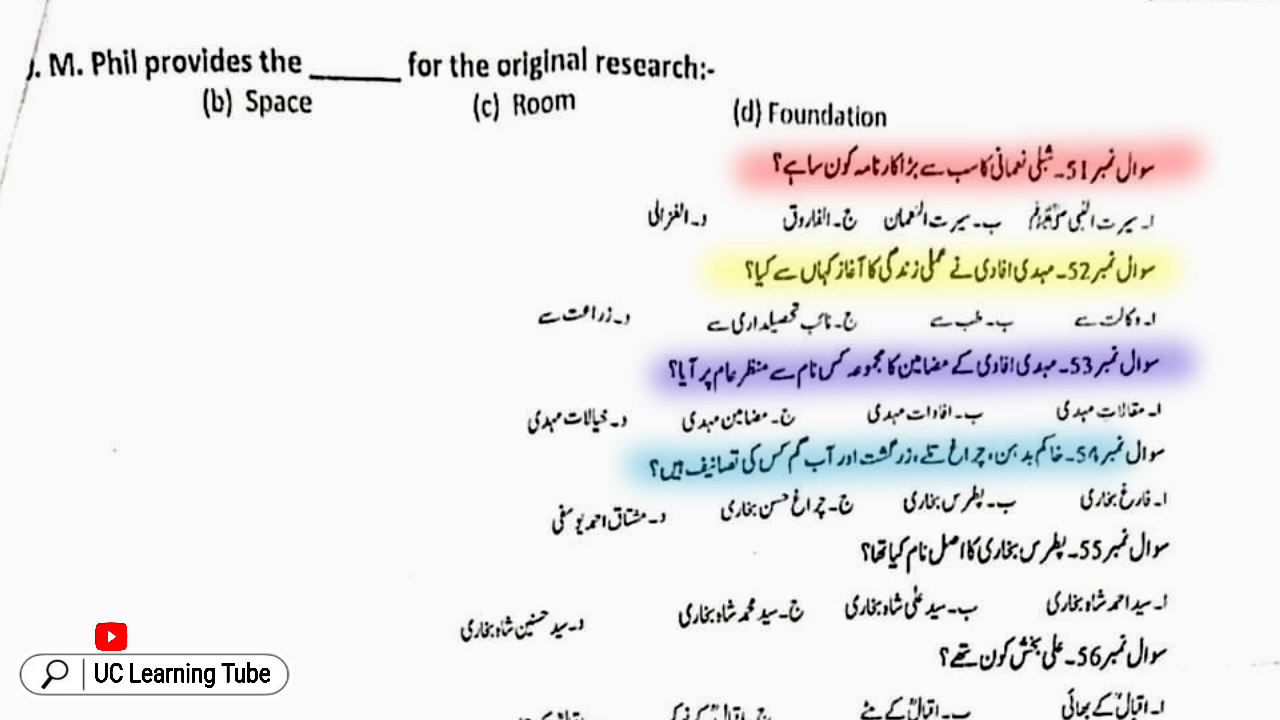 . M. Phil provides the ______ for the original research:-
(b) Space (c) Room (d) Foundation
سوال نمبر 51۔ شبلی نعمانی کا سب سے بڑا کارنامہ کون سا ہے؟
ا۔ سیرت النبی ﷺ ب۔ سیرت النعمان ج۔ الفاروق د۔ الغزالی
سوال نمبر 52۔ مہدی افادی نے عملی زندگی کا آغاز کہاں سے کیا؟
ا۔ وکالت سے ب۔ طب سے ج۔ نائب تحصیلداری سے د۔ زراعت سے
سوال نمبر 53۔ مہدی افادی کے مضامین کا مجموعہ کس نام سے منظر عام پر آیا؟
ا۔ مقالات مہدی ب۔ افادات مہدی ج۔ مضامین مہدی د۔ خیالات مہدی
سوال نمبر 54۔ خاکم بدہن، چراغ تلے، زرگشت اور آب گم کس کی تصانیف ہیں؟
ا۔ فارغ بخاری ب۔ پطرس بخاری ج۔ چراغ حسن بخاری د۔ مشتاق احمد یوسفی
سوال نمبر 55۔ پطرس بخاری کا اصل نام کیا تھا؟
ا۔ سید احمد شاہ بخاری ب۔ سید علی شاہ بخاری ج۔ سید محمد شاہ بخاری د۔ سید حسنین شاہ بخاری
سوال نمبر 56۔ علی بخش کون تھے؟
ا۔ اقبالؒ کے بھائی ب۔ اقبالؒ کے بیٹے
UC Learning Tube